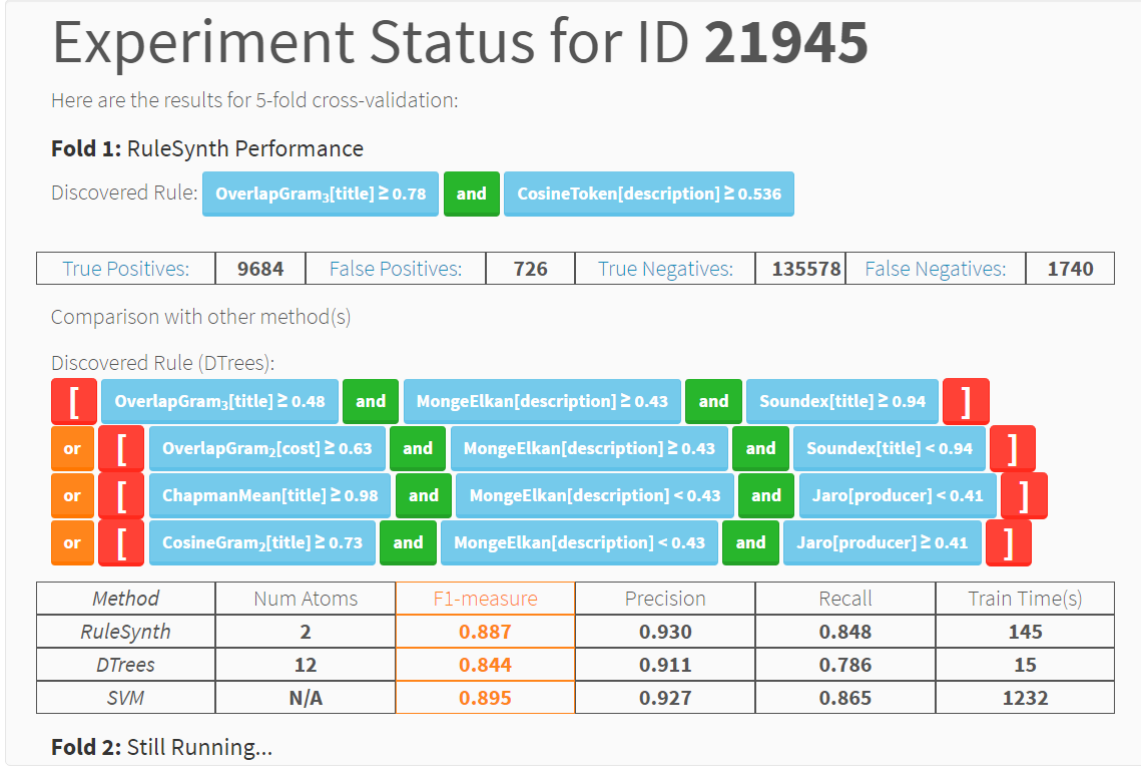 Experiment Status for ID 21945
Here are the results for 5-fold cross-validation:
Fold 1: RuleSynth Performance
Discovered Rule: OverlapGram₃[title] ≥ 0.78 and CosineToken[description] ≥ 0.536
True Positives: 9684 False Positives: 726 True Negatives: 135578 False Negatives: 1740
Comparison with other method(s)
Discovered Rule (DTrees):
[ OverlapGram₃[title] ≥ 0.48 and MongeElkan[description] ≥ 0.43 and Soundex[title] ≥ 0.94 ]
or [ OverlapGram₂[cost] ≥ 0.63 and MongeElkan[description] ≥ 0.43 and Soundex[title] < 0.94 ]
or [ ChapmanMean[title] ≥ 0.98 and MongeElkan[description] < 0.43 and Jaro[producer] < 0.41 ]
or [ CosineGram₂[title] ≥ 0.73 and MongeElkan[description] < 0.43 and Jaro[producer] ≥ 0.41 ]
Method Num Atoms F1-measure Precision Recall Train Time(s)
RuleSynth 2 0.887 0.930 0.848 145
DTrees 12 0.844 0.911 0.786 15
SVM N/A 0.895 0.927 0.865 1232
Fold 2: Still Running...